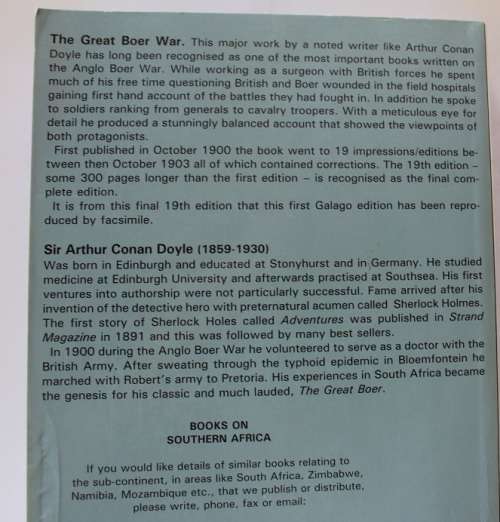 The Great Boer War. This major work by a noted writer like Arthur Conan
Doyle has long been recognised as one of the most important books written on
the Anglo Boer War. While working as a surgeon with British forces he spent
much of his free time questioning British and Boer wounded in the field hospitals
gaining first hand account of the battles they had fought in. In addition he spoke
to soldiers ranking from generals to cavalry troopers. With a meticulous eye for
detail he produced a stunningly balanced account that showed the viewpoints of
both protagonists.
First published in October 1900 the book went to 19 impressions/editions be-
tween then October 1903 all of which contained corrections. The 19th edition –
some 300 pages longer than the first edition – is recognised as the final com-
plete edition.
It is from this final 19th edition that this first Galago edition has been repro-
duced by facsimile.
Sir Arthur Conan Doyle (1859-1930)
Was born in Edinburgh and educated at Stonyhurst and in Germany. He studied
medicine at Edinburgh University and afterwards practised at Southsea. His first
ventures into authorship were not particularly successful. Fame arrived after his
invention of the detective hero with preternatural acumen called Sherlock Holmes.
The first story of Sherlock Holes called Adventures was published in Strand
Magazine in 1891 and this was followed by many best sellers.
In 1900 during the Anglo Boer War he volunteered to serve as a doctor with the
British Army. After sweating through the typhoid epidemic in Bloemfontein he
marched with Robert's army to Pretoria. His experiences in South Africa became
the genesis for his classic and much lauded, The Great Boer.
BOOKS ON
SOUTHERN AFRICA
If you would like details of similar books relating to
the sub-continent, in areas like South Africa, Zimbabwe,
Namibia, Mozambique etc., that we publish or distribute,
please write, phone, fax or email: